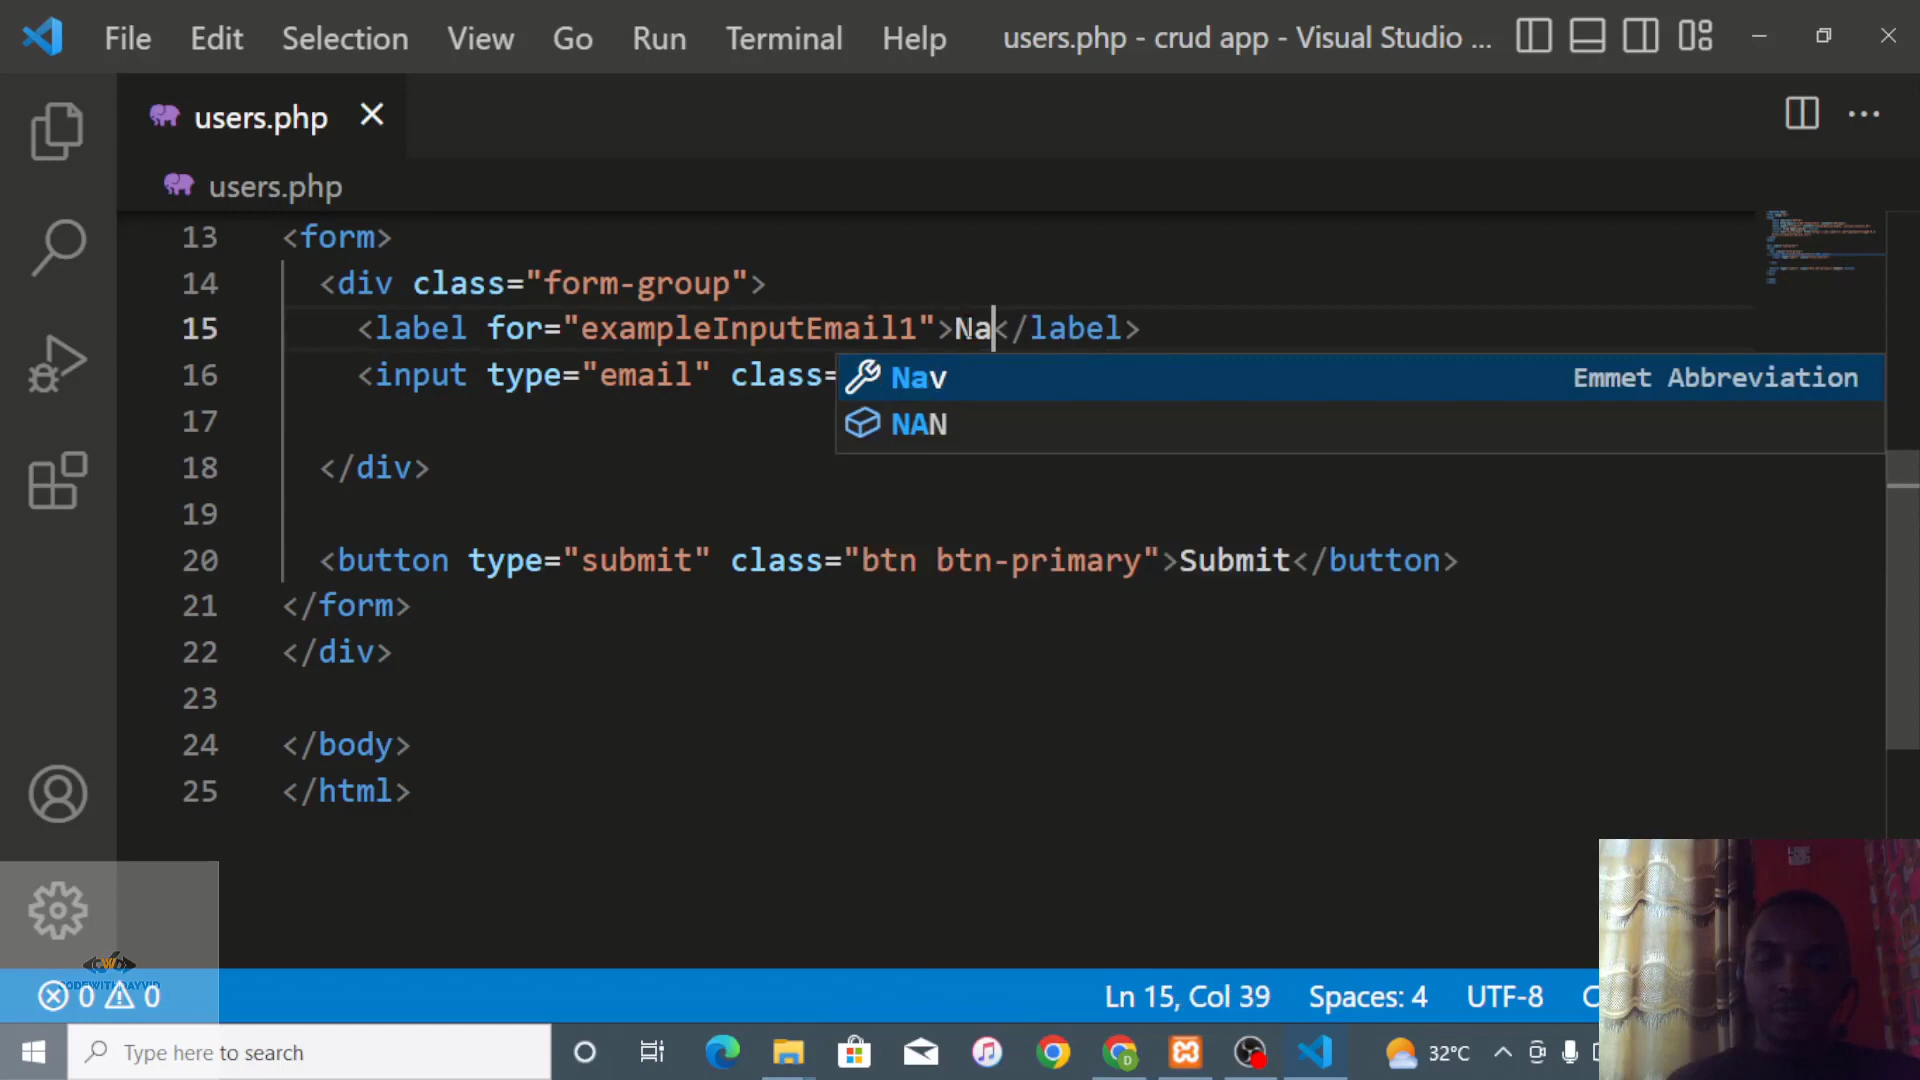 File Edit Selection View Go Run Terminal Help users.php - crud app - Visual Studio ...
users.php
users.php
13 <form>
14 <div class="form-group">
15 <label for="exampleInputEmail1">Na</label>
16 <input type="email" class=
Nav Emmet Abbreviation
17
NAN
18 </div>
19
20 <button type="submit" class="btn btn-primary">Submit</button>
21 </form>
22 </div>
23
24 </body>
25 </html>
CODEWITHDAYVID
0 0 Ln 15, Col 39 Spaces: 4 UTF-8
Type here to search 32°C